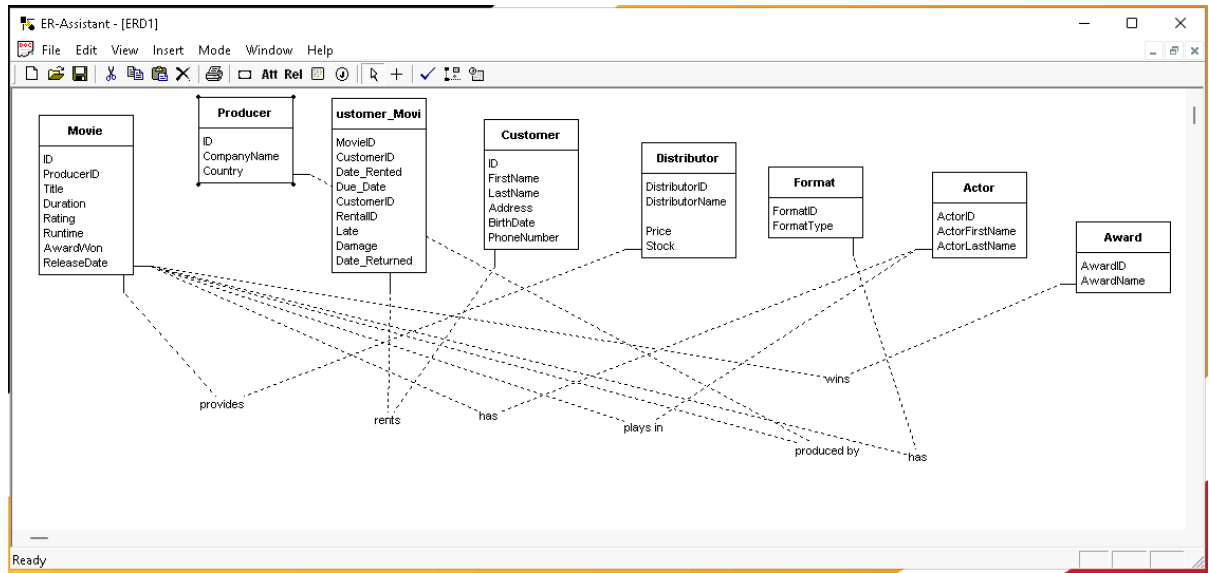 ER-Assistant - [ERD1]
File Edit View Insert Mode Window Help
Att Rel
Movie
ID
ProducerID
Title
Duration
Rating
Runtime
AwardWon
ReleaseDate
Producer
ID
CompanyName
Country
ustomer_Movi
MovieID
CustomerID
Date_Rented
Due_Date
CustomerID
RentalID
Late
Damage
Date_Returned
Customer
ID
FirstName
LastName
Address
BirthDate
PhoneNumber
Distributor
DistributorID
DistributorName
Price
Stock
Format
FormatID
FormatType
Actor
ActorID
ActorFirstName
ActorLastName
Award
AwardID
AwardName
provides
rents
has
plays in
wins
produced by
has
Ready